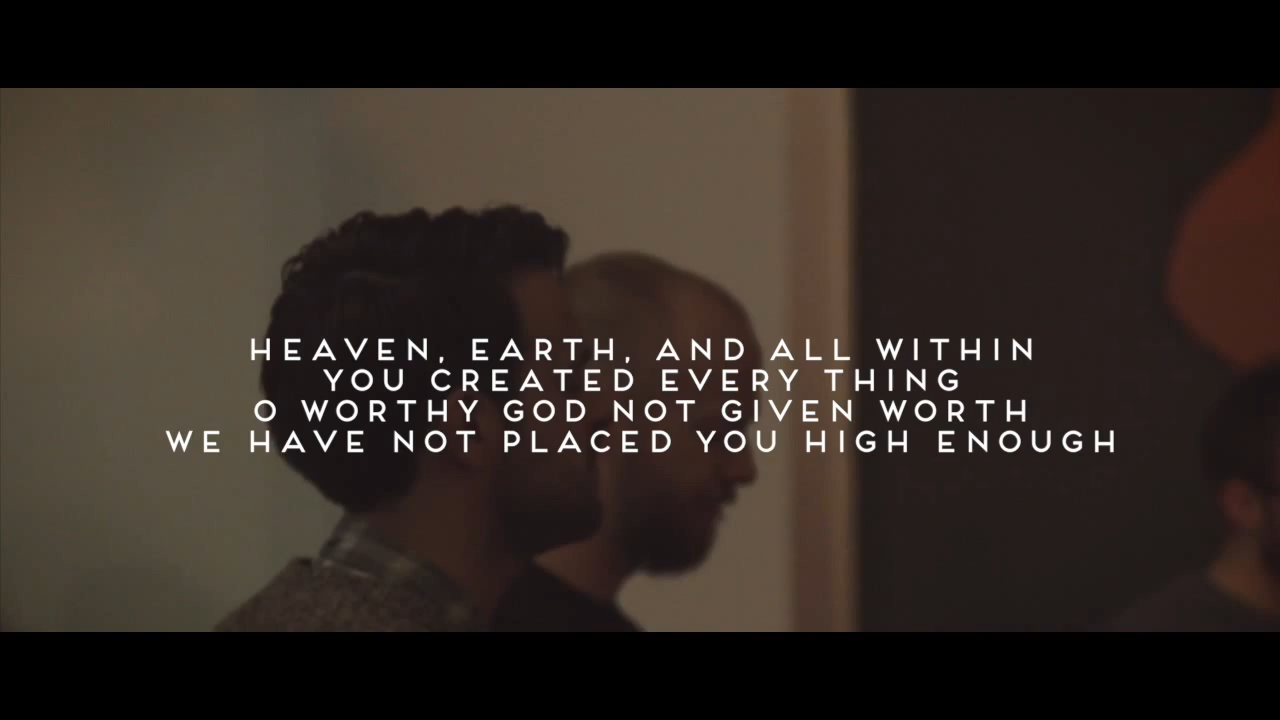 HEAVEN, EARTH, AND ALL WITHIN
YOU CREATED EVERY THING
O WORTHY GOD NOT GIVEN WORTH
WE HAVE NOT PLACED YOU HIGH ENOUGH